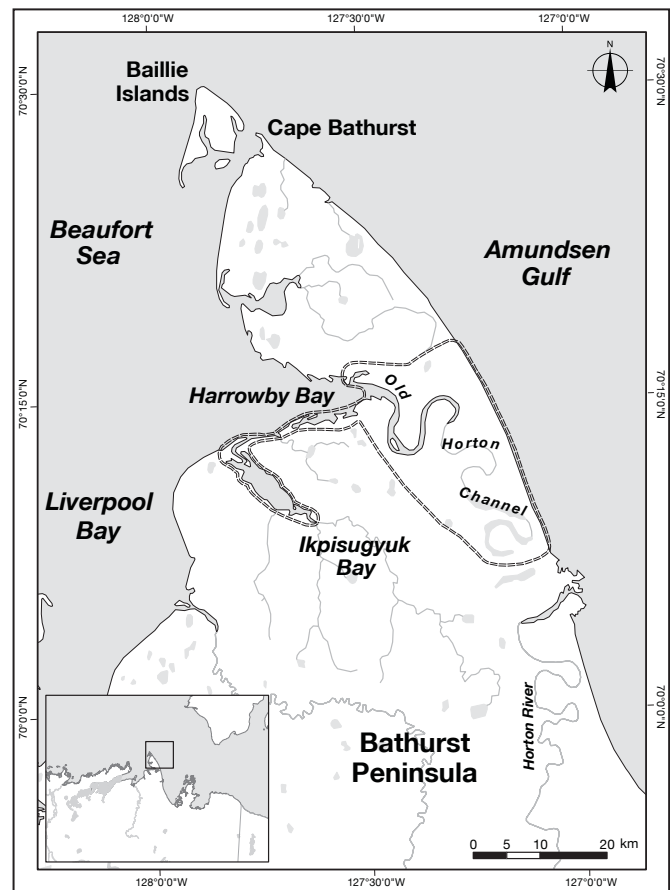 128°0'0"W
127°30'0"W
127°0'0"W
N
70°30'0"N
70°30'0"N
Baillie
Islands
Cape Bathurst
Beaufort
Sea
Amundsen
Gulf
Old
Harrowby Bay
70°15'0"N
70°15'0"N
Horton
Channel
Liverpool
Bay
Ikpisugyuk
Bay
Horton River
70°0'0"N
70°0'0"N
Bathurst
Peninsula
0 5 10 20 km
128°0'0"W
127°30'0"W
127°0'0"W